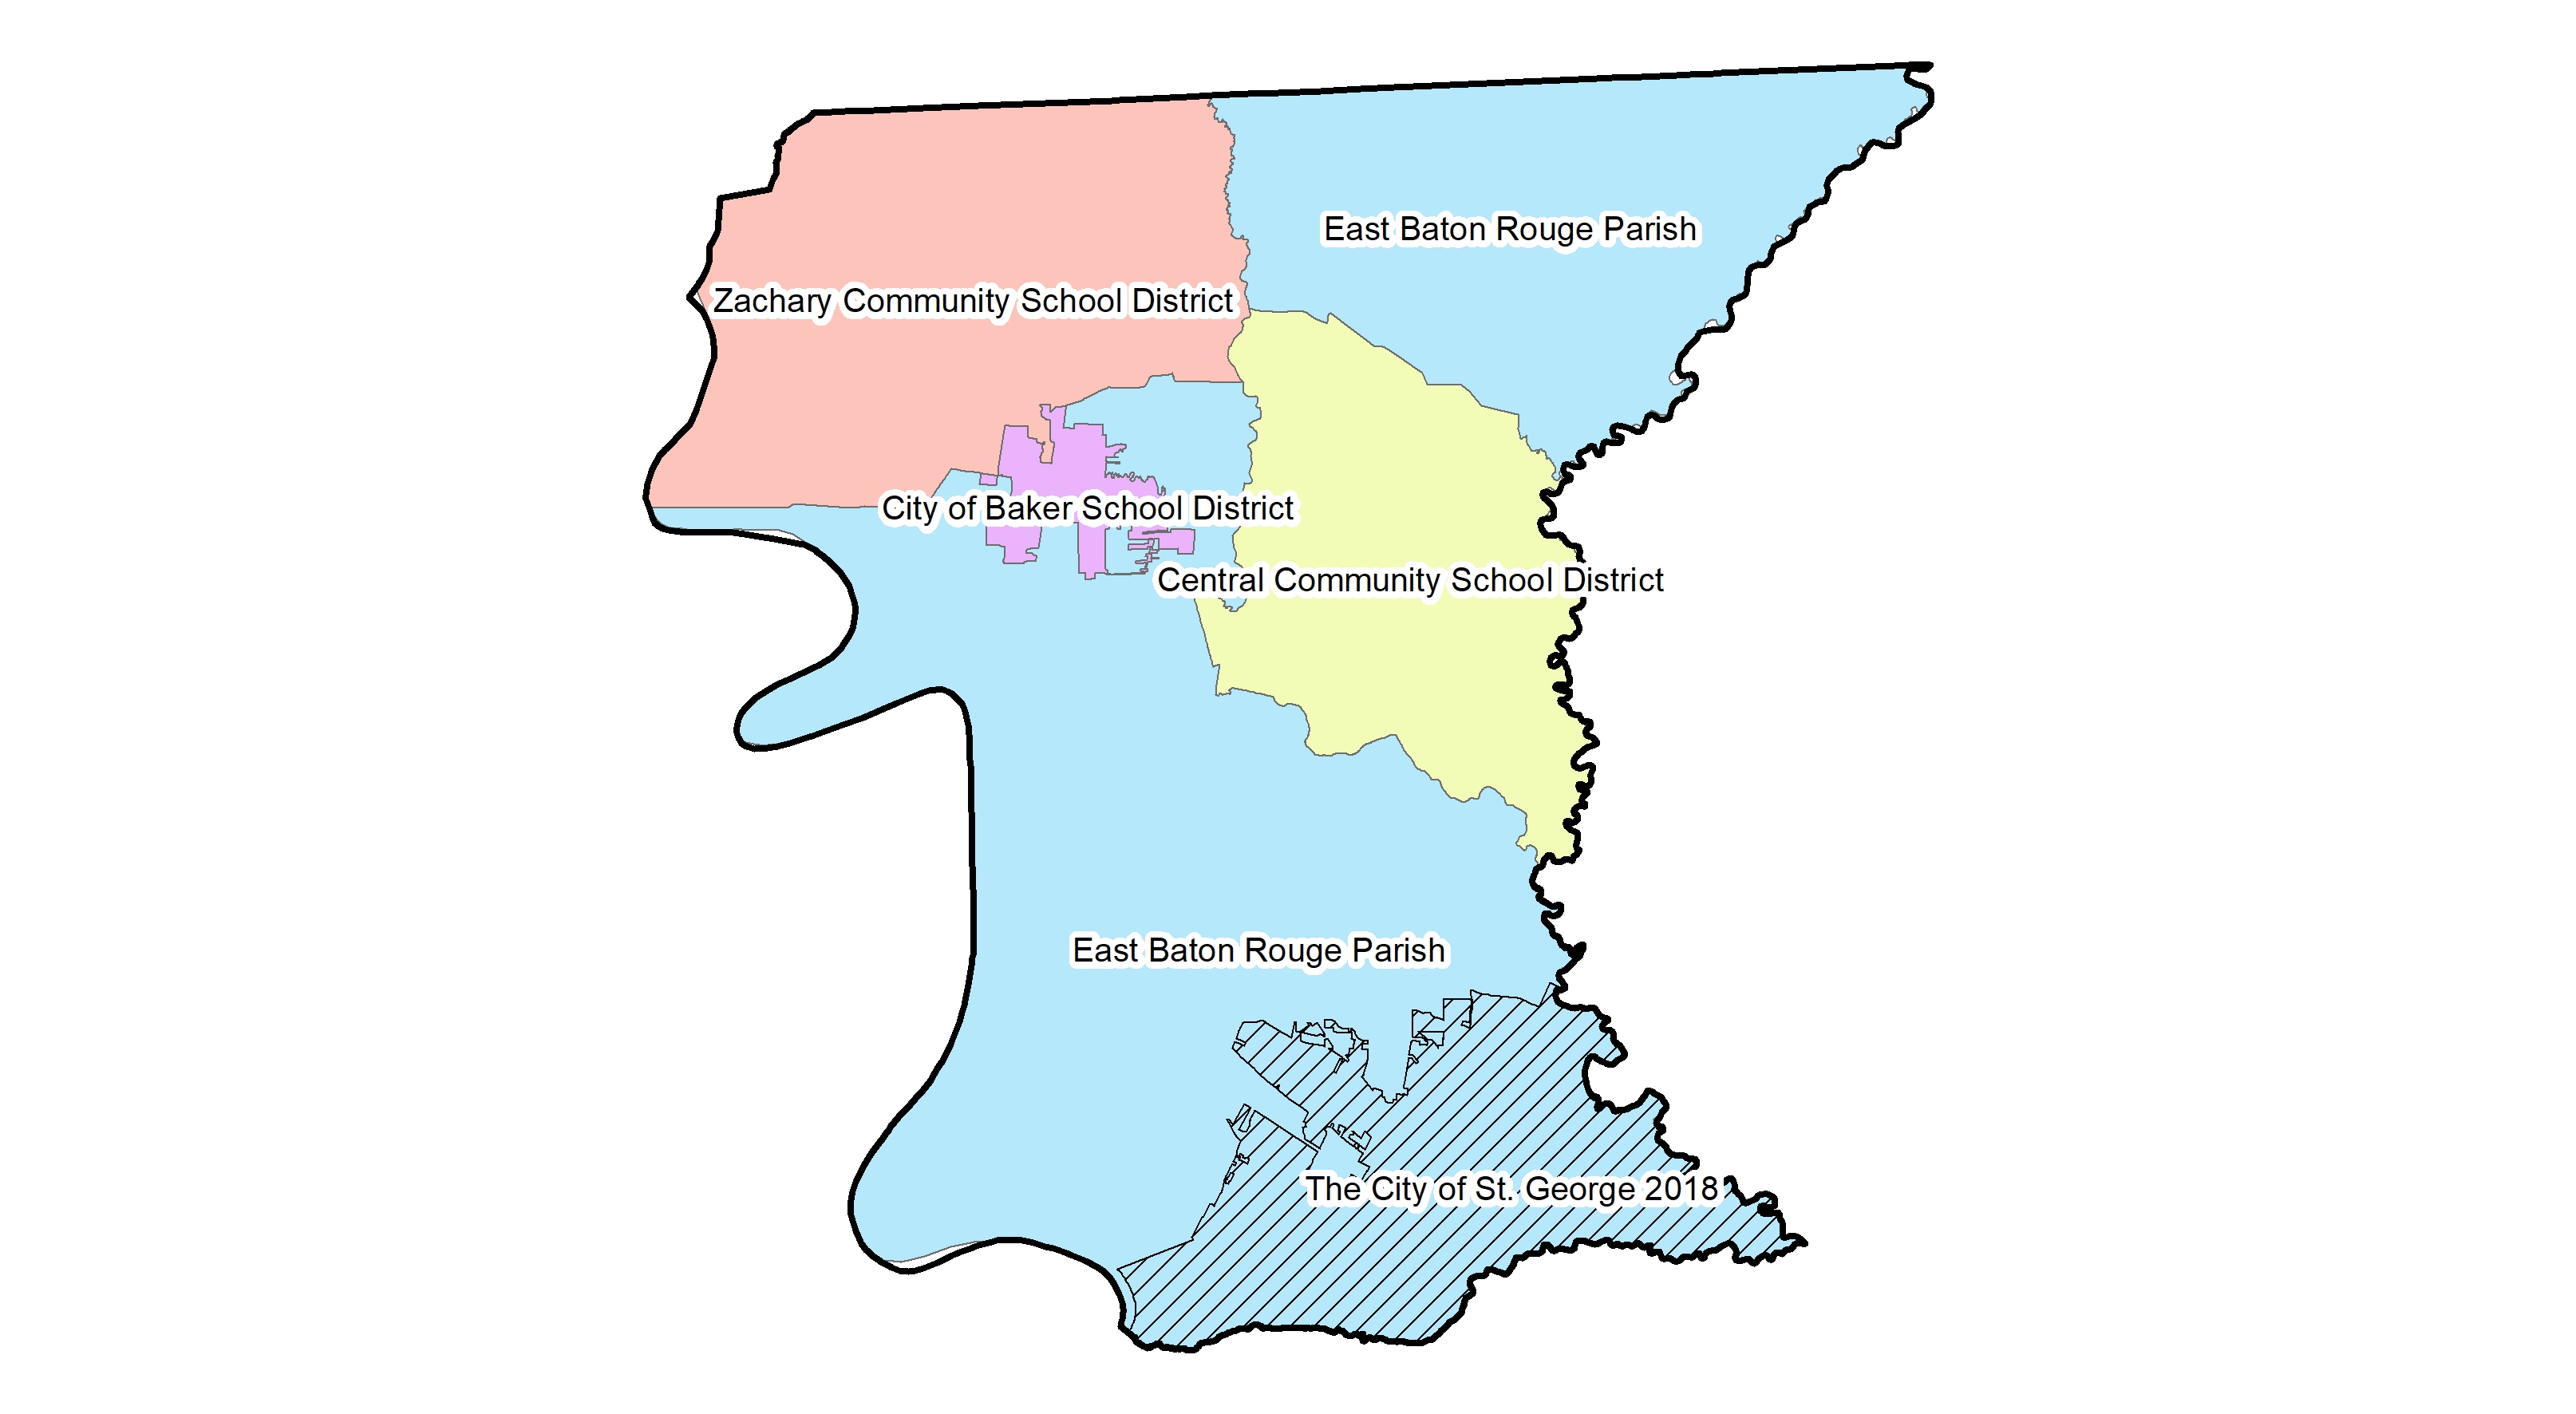 East Baton Rouge Parish
Zachary Community School District
City of Baker School District
Central Community School District
East Baton Rouge Parish
The City of St. George 2018